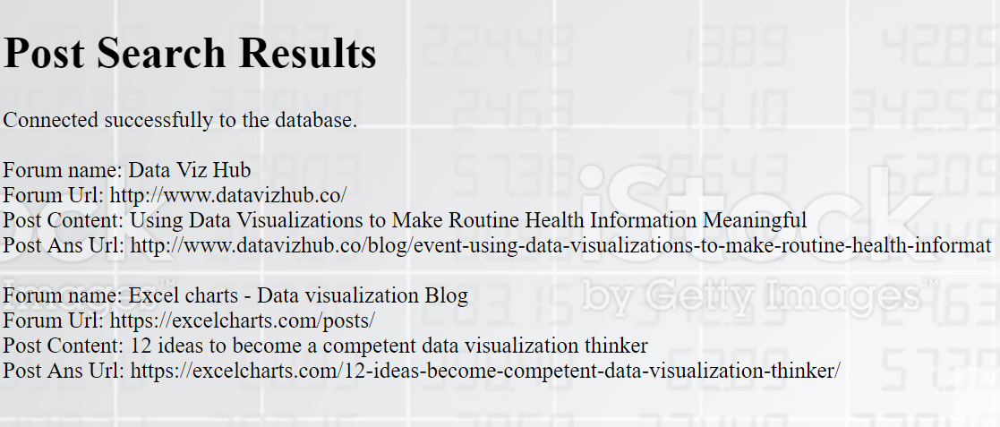 Post Search Results
Connected successfully to the database.
Forum name: Data Viz Hub
Forum Url: http://www.datavizhub.co/
Post Content: Using Data Visualizations to Make Routine Health Information Meaningful
Post Ans Url: http://www.datavizhub.co/blog/event-using-data-visualizations-to-make-routine-health-informat
Forum name: Excel charts - Data visualization Blog
Forum Url: https://excelcharts.com/posts/
Post Content: 12 ideas to become a competent data visualization thinker
Post Ans Url: https://excelcharts.com/12-ideas-become-competent-data-visualization-thinker/
iStock™
by Getty Images™